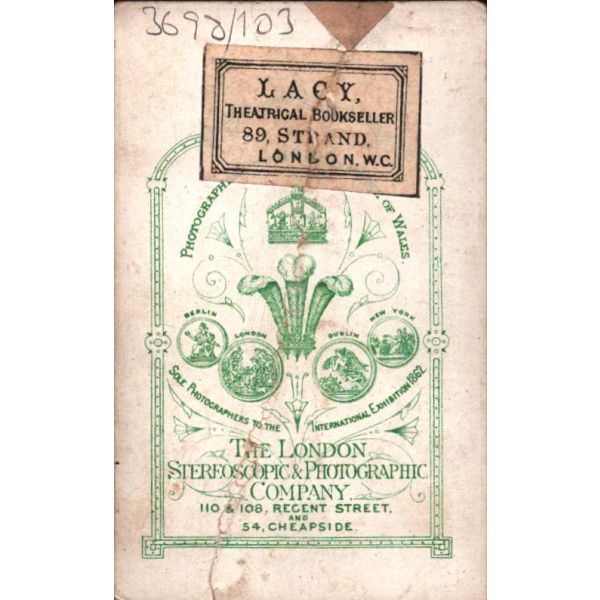 3698/103
LACY,
THEATRICAL BOOKSELLER
89, STRAND,
LONDON, W.C.
PHOTOGRAPHE
OF WALES
BERLIN
LONDON
DUBLIN
NEW YORK
SOLE PHOTOGRAPHERS TO THE INTERNATIONAL EXHIBITION 1862
THE LONDON
STEREOSCOPIC & PHOTOGRAPHIC
COMPANY.
110 & 108, REGENT STREET,
AND
54, CHEAPSIDE.